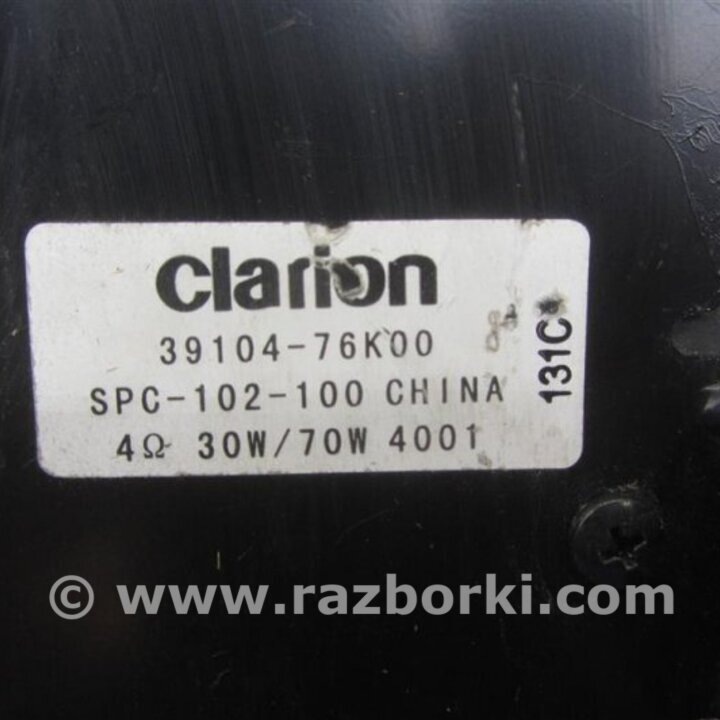 Clarion
39104-76K00
SPC-102-100 CHINA
4Ω 30W/70W 4001
131C
© www.razborki.com